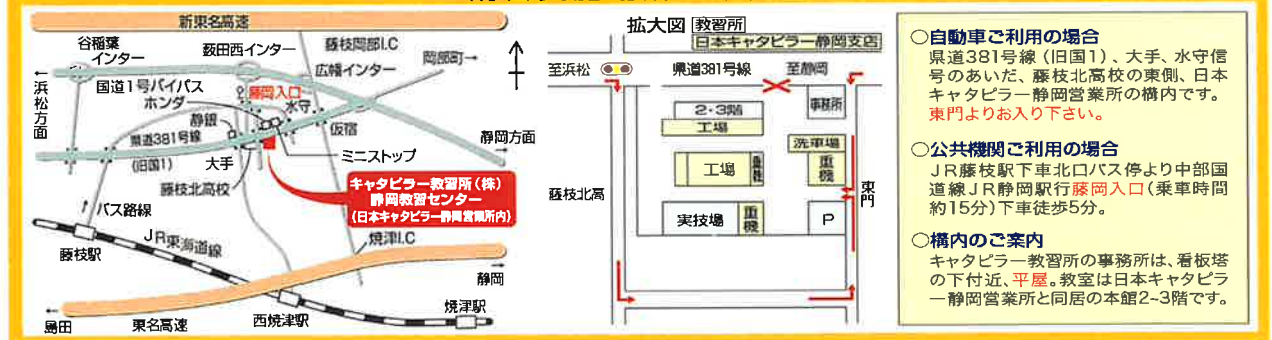 新東名高速
谷稲葉
インター
薮田西インター
藤枝岡部I.C
岡部町→
←浜松方面
国道1号バイパス
藤岡入口
広幡インター
ホンダ
水守
静銀
仮宿
県道381号線
(旧国1)
大手
ミニストップ
静岡方面
→
藤枝北高校
キャタピラー教習所(株)
静岡教習センター
(日本キャタピラー静岡営業所内)
バス路線
藤枝駅
JR東海道線
焼津I.C
→
静岡
←
島田
東名高速
西焼津駅
焼津駅
拡大図 教習所
日本キャタピラー静岡支店
至浜松
県道381号線
至静岡
2・3階
工場
事務所
洗車場
工場
重機
重機
藤枝北高
東門
実技場
重機
P
○自動車ご利用の場合
県道381号線(旧国1)、大手、水守信
号のあいだ、藤枝北高校の東側、日本
キャタピラー静岡営業所の構内です。
東門よりお入り下さい。
○公共機関ご利用の場合
JR藤枝駅下車北口バス停より中部国
道線JR静岡駅行藤岡入口(乗車時間
約15分)下車徒歩5分。
○構内のご案内
キャタピラー教習所の事務所は、看板塔
の下付近、平屋。教室は日本キャタピラ
ー静岡営業所と同居の本館2~3階です。